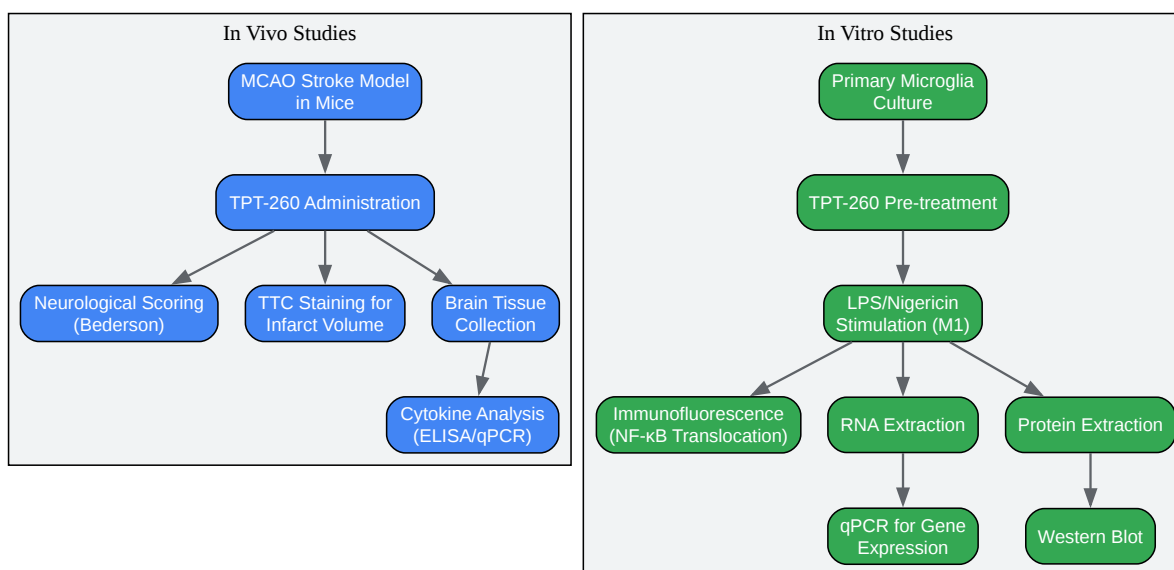 In Vivo Studies
MCAO Stroke Model
in Mice
TPT-260 Administration
Neurological Scoring
(Bederson)
TTC Staining for
Infarct Volume
Brain Tissue
Collection
Cytokine Analysis
(ELISA/qPCR)
In Vitro Studies
Primary Microglia
Culture
TPT-260 Pre-treatment
LPS/Nigericin
Stimulation (M1)
Immunofluorescence
(NF-κB Translocation)
RNA Extraction
Protein Extraction
qPCR for Gene
Expression
Western Blot